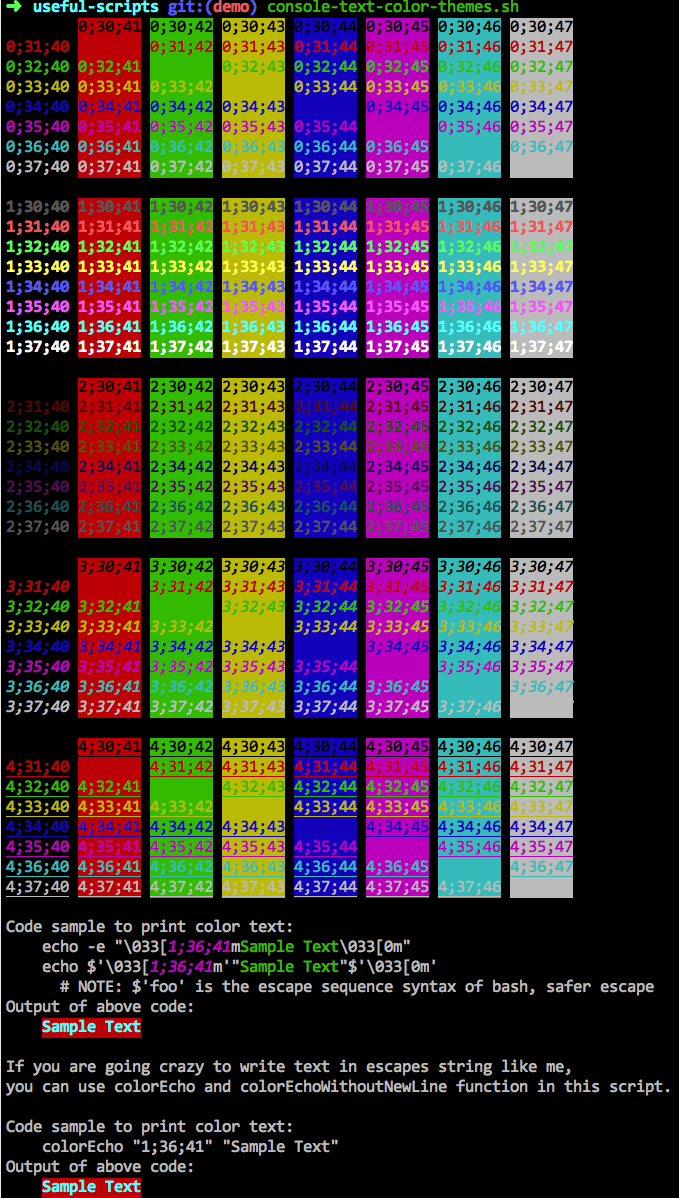 ➜ useful-scripts git:(demo) console-text-color-themes.sh
0;30;41 0;30;42 0;30;43 0;30;44 0;30;45 0;30;46 0;30;47
0;31;40 0;31;42 0;31;43 0;31;44 0;31;45 0;31;46 0;31;47
0;32;40 0;32;41 0;32;43 0;32;44 0;32;45 0;32;46 0;32;47
0;33;40 0;33;41 0;33;42 0;33;44 0;33;45 0;33;46 0;33;47
0;34;40 0;34;41 0;34;42 0;34;43 0;34;45 0;34;46 0;34;47
0;35;40 0;35;41 0;35;42 0;35;43 0;35;44 0;35;46 0;35;47
0;36;40 0;36;41 0;36;42 0;36;43 0;36;44 0;36;45 0;36;47
0;37;40 0;37;41 0;37;42 0;37;43 0;37;44 0;37;45 0;37;46
1;30;40 1;30;41 1;30;42 1;30;43 1;30;44 1;30;45 1;30;46 1;30;47
1;31;40 1;31;41 1;31;42 1;31;43 1;31;44 1;31;45 1;31;46 1;31;47
1;32;40 1;32;41 1;32;42 1;32;43 1;32;44 1;32;45 1;32;46 1;32;47
1;33;40 1;33;41 1;33;42 1;33;43 1;33;44 1;33;45 1;33;46 1;33;47
1;34;40 1;34;41 1;34;42 1;34;43 1;34;44 1;34;45 1;34;46 1;34;47
1;35;40 1;35;41 1;35;42 1;35;43 1;35;44 1;35;45 1;35;46 1;35;47
1;36;40 1;36;41 1;36;42 1;36;43 1;36;44 1;36;45 1;36;46 1;36;47
1;37;40 1;37;41 1;37;42 1;37;43 1;37;44 1;37;45 1;37;46 1;37;47
2;30;41 2;30;42 2;30;43 2;30;44 2;30;45 2;30;46 2;30;47
2;31;40 2;31;41 2;31;42 2;31;43 2;31;44 2;31;45 2;31;46 2;31;47
2;32;40 2;32;41 2;32;42 2;32;43 2;32;44 2;32;45 2;32;46 2;32;47
2;33;40 2;33;41 2;33;42 2;33;43 2;33;44 2;33;45 2;33;46 2;33;47
2;34;40 2;34;41 2;34;42 2;34;43 2;34;44 2;34;45 2;34;46 2;34;47
2;35;40 2;35;41 2;35;42 2;35;43 2;35;44 2;35;45 2;35;46 2;35;47
2;36;40 2;36;41 2;36;42 2;36;43 2;36;44 2;36;45 2;36;46 2;36;47
2;37;40 2;37;41 2;37;42 2;37;43 2;37;44 2;37;45 2;37;46 2;37;47
3;30;41 3;30;42 3;30;43 3;30;44 3;30;45 3;30;46 3;30;47
3;31;40 3;31;42 3;31;43 3;31;44 3;31;45 3;31;46 3;31;47
3;32;40 3;32;41 3;32;43 3;32;44 3;32;45 3;32;46 3;32;47
3;33;40 3;33;41 3;33;42 3;33;44 3;33;45 3;33;46 3;33;47
3;34;40 3;34;41 3;34;42 3;34;43 3;34;45 3;34;46 3;34;47
3;35;40 3;35;41 3;35;42 3;35;43 3;35;44 3;35;46 3;35;47
3;36;40 3;36;41 3;36;42 3;36;43 3;36;44 3;36;45 3;36;47
3;37;40 3;37;41 3;37;42 3;37;43 3;37;44 3;37;45 3;37;46
4;30;41 4;30;42 4;30;43 4;30;44 4;30;45 4;30;46 4;30;47
4;31;40 4;31;42 4;31;43 4;31;44 4;31;45 4;31;46 4;31;47
4;32;40 4;32;41 4;32;43 4;32;44 4;32;45 4;32;46 4;32;47
4;33;40 4;33;41 4;33;42 4;33;44 4;33;45 4;33;46 4;33;47
4;34;40 4;34;41 4;34;42 4;34;43 4;34;45 4;34;46 4;34;47
4;35;40 4;35;41 4;35;42 4;35;43 4;35;44 4;35;46 4;35;47
4;36;40 4;36;41 4;36;42 4;36;43 4;36;44 4;36;45 4;36;47
4;37;40 4;37;41 4;37;42 4;37;43 4;37;44 4;37;45 4;37;46
Code sample to print color text:
echo -e "\033[1;36;41mSample Text\033[0m"
echo $'\033[1;36;41m'"Sample Text"$'\033[0m'
# NOTE: $'foo' is the escape sequence syntax of bash, safer escape
Output of above code:
Sample Text
If you are going crazy to write text in escapes string like me,
you can use colorEcho and colorEchoWithoutNewLine function in this script.
Code sample to print color text:
colorEcho "1;36;41" "Sample Text"
Output of above code:
Sample Text